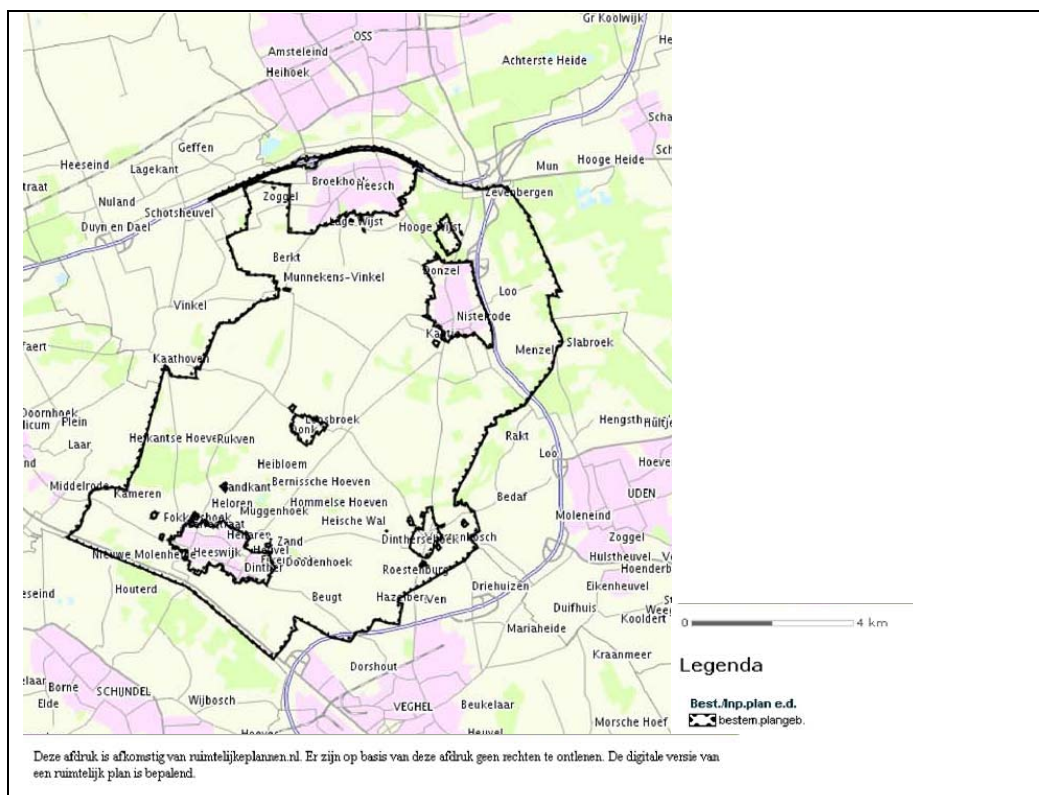 Gr Koolwijk
OSS
Amsteleind
Heihoek
Achterste Heide
Geffen
Heeseind
Lagekant
Mun
Hooge Heide
Nuland
Broekhoek
Heesch
Zevenbergen
Zoggel
Schotsheuvel
Duyn en Dael
Lage Wijst
Hooge Wijst
Berkt
Donzel
Munnekens-Vinkel
Loo
Vinkel
Nistelrode
Menzel
Slabroek
Kaathoven
Doornhoek
Plein
Loosbroek
Donk
Laar
Rukven
Rakt
Loo
Heibloem
Middelrode
Kameren
Bernissche Hoeven
Bedaf
UDEN
Heloren
Hommelse Hoeven
Muggenhoek
Heische Wal
Moleneind
Zand
Zoggel
Heeswijk
Heuvel
Hulstheuvel
Doodenhoek
Dinther
Roestenburg
Eikenheuvel
Houterd
Driehuizen
Beugt
Ven
Duifhuis
Kooldert
Mariaheide
Kraanmeer
Dorshout
Borne
SCHIJNDEL
Wijbosch
Elde
VEGHEL
Beukelaar
Morsche Hoef
Heuvel
0 4 km
Legenda
Best./Inp.plan e.d.
bestem.plangeb.
Deze afdruk is afkomstig van ruimtelijkeplannen.nl. Er zijn op basis van deze afdruk geen rechten te ontlenen. De digitale versie van
een ruimtelijk plan is bepalend.